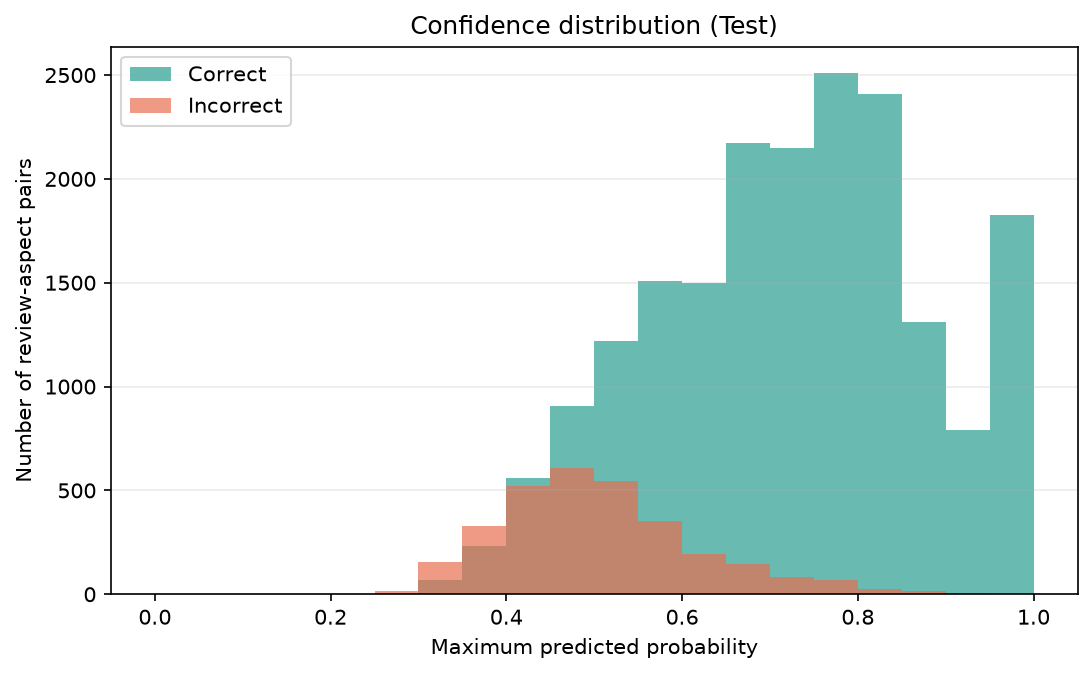 Confidence distribution (Test)
Correct
Incorrect
Number of review-aspect pairs
2500
2000
1500
1000
500
0
0.0 0.2 0.4 0.6 0.8 1.0
Maximum predicted probability